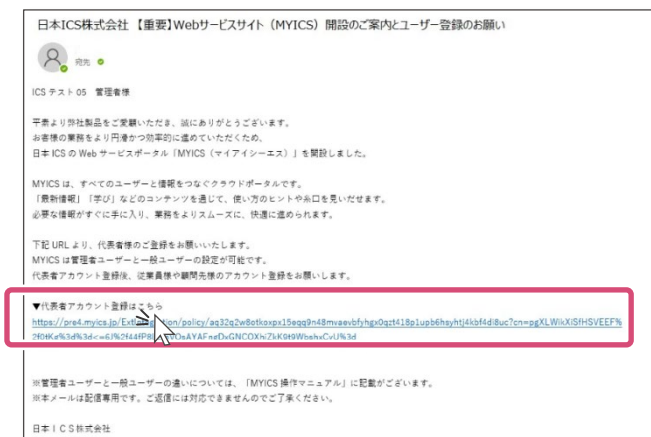 日本ICS株式会社 【重要】Webサービスサイト（MYICS）開設のご案内とユーザー登録のお願い
宛先
ICS テスト 05 管理者様
平素より弊社製品をご愛顧いただき、誠にありがとうございます。
お客様の業務をより円滑かつ効率的に進めていただくため、
日本 ICS の Web サービスポータル「MYICS（マイアイシーエス）」を開設しました。
MYICS は、すべてのユーザーと情報をつなぐクラウドポータルです。
「最新情報」「学び」などのコンテンツを通じて、使い方のヒントや糸口を見いだせます。
必要な情報がすぐに手に入り、業務をよりスムーズに、快適に進められます。
下記 URL より、代表者様のご登録をお願いいたします。
MYICS は管理者ユーザーと一般ユーザーの設定が可能です。
代表者アカウント登録後、従業員様や顧問先様のアカウント登録をお願いします。
▼代表者アカウント登録はこちら
https://pre4.myics.jp/
※管理者ユーザーと一般ユーザーの違いについては、「MYICS 操作マニュアル」に記載がございます。
※本メールは配信専用です。ご返信には対応できませんのでご了承ください。
日本ＩＣＳ株式会社